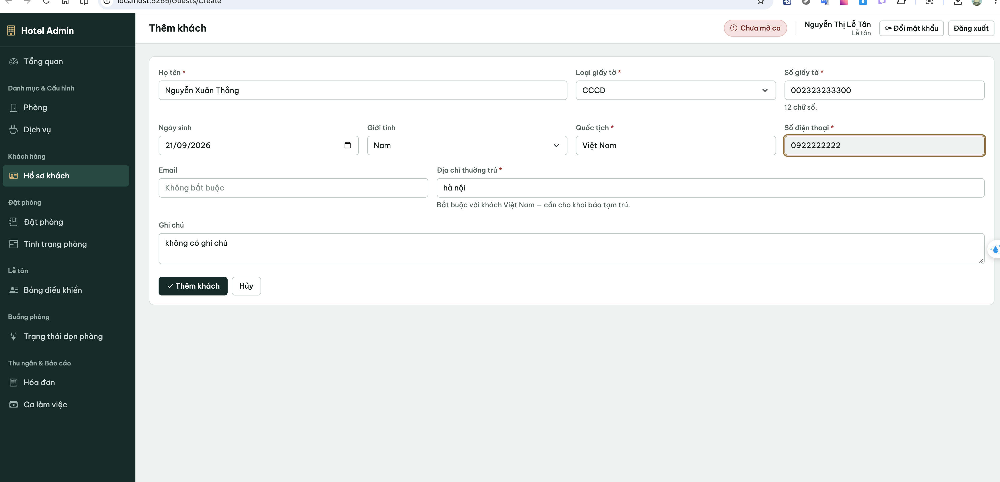 localhost:5265/Guests/Create
Hotel Admin
Thêm khách
Chưa mở ca
Nguyễn Thị Lễ Tân
Lễ tân
Đổi mật khẩu
Đăng xuất
Tổng quan
Danh mục & Cấu hình
Phòng
Dịch vụ
Khách hàng
Hồ sơ khách
Đặt phòng
Đặt phòng
Tình trạng phòng
Lễ tân
Bảng điều khiển
Buồng phòng
Trạng thái dọn phòng
Thu ngân & Báo cáo
Hóa đơn
Ca làm việc
Họ tên *
Nguyễn Xuân Thắng
Loại giấy tờ *
CCCD
Số giấy tờ *
002323233300
12 chữ số.
Ngày sinh
21/09/2026
Giới tính
Nam
Quốc tịch *
Việt Nam
Số điện thoại *
0922222222
Email
Không bắt buộc
Địa chỉ thường trú *
hà nội
Bắt buộc với khách Việt Nam — cần cho khai báo tạm trú.
Ghi chú
không có ghi chú
Thêm khách
Hủy